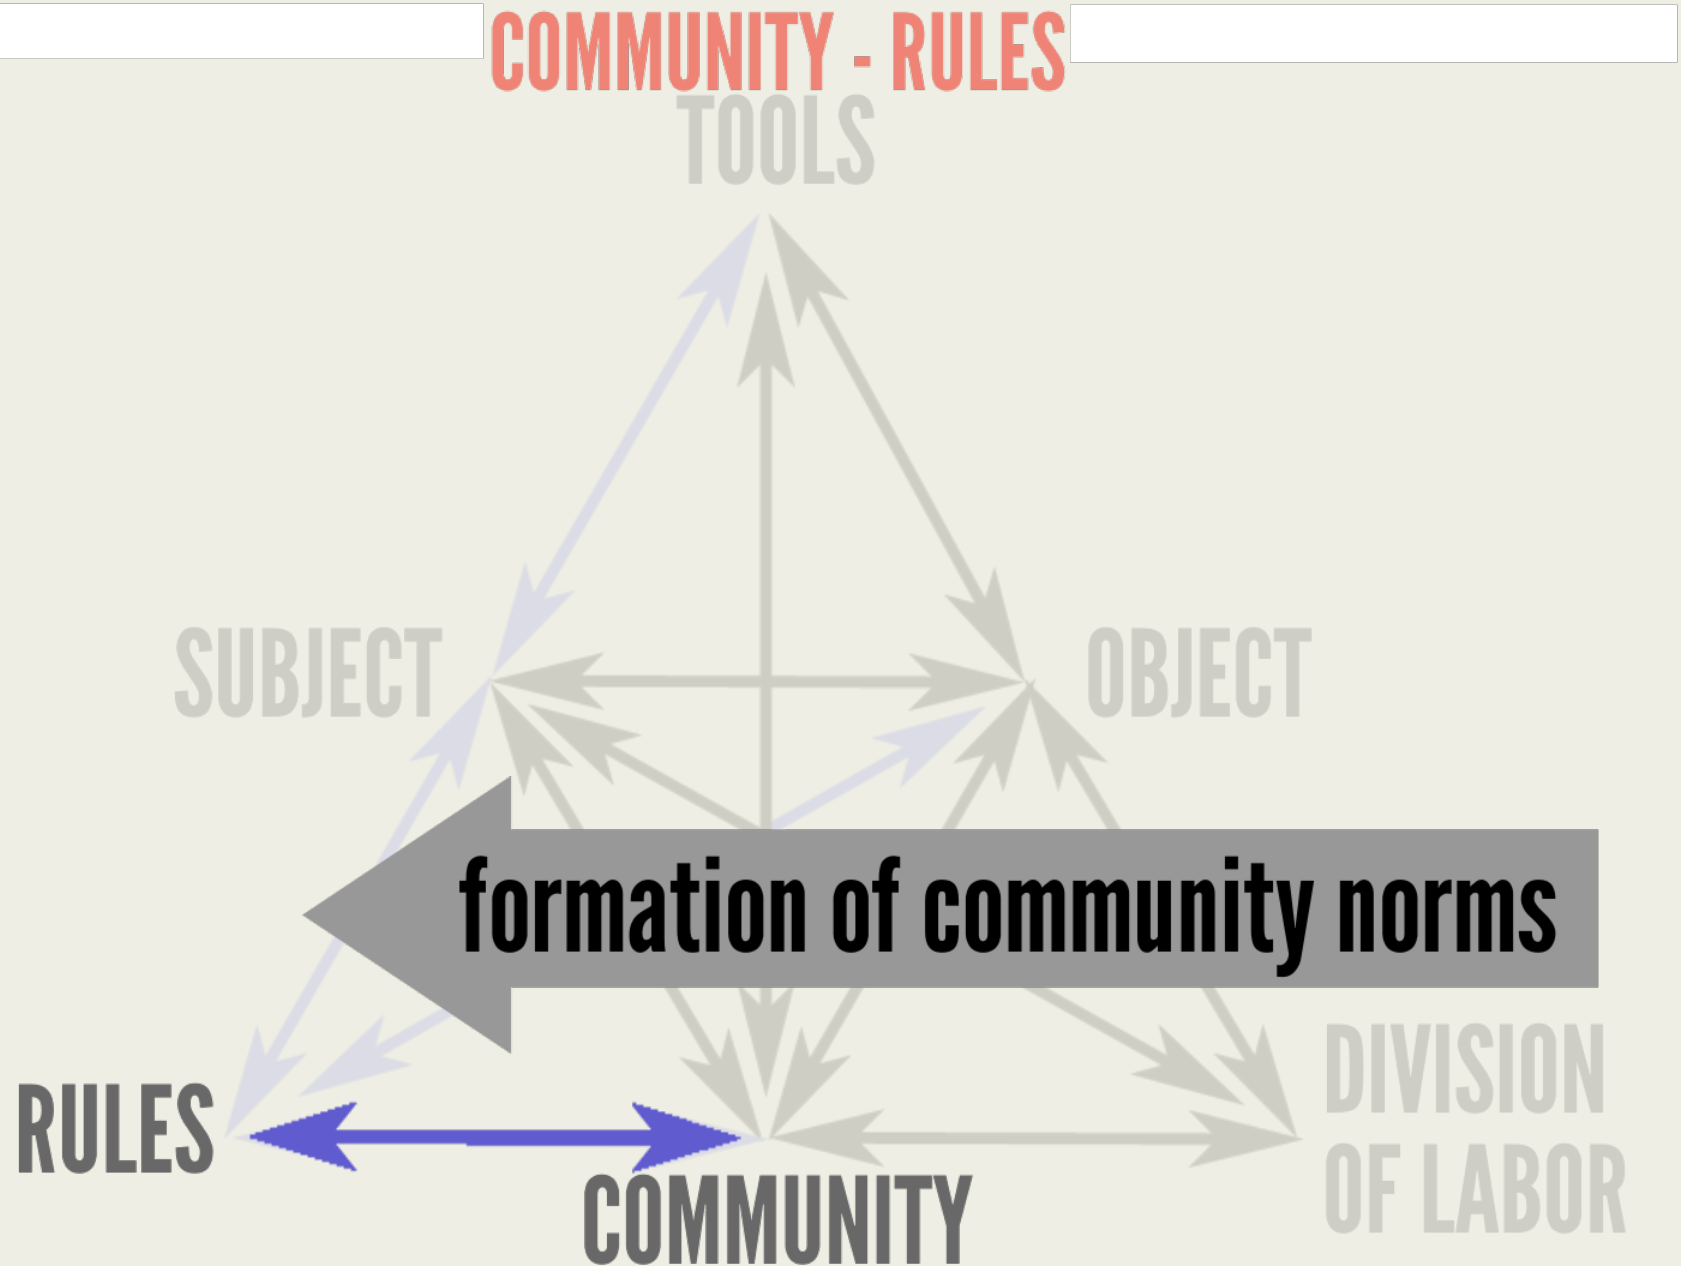 COMMUNITY - RULES
TOOLS
SUBJECT
OBJECT
formation of community norms
RULES
DIVISION
OF LABOR
COMMUNITY